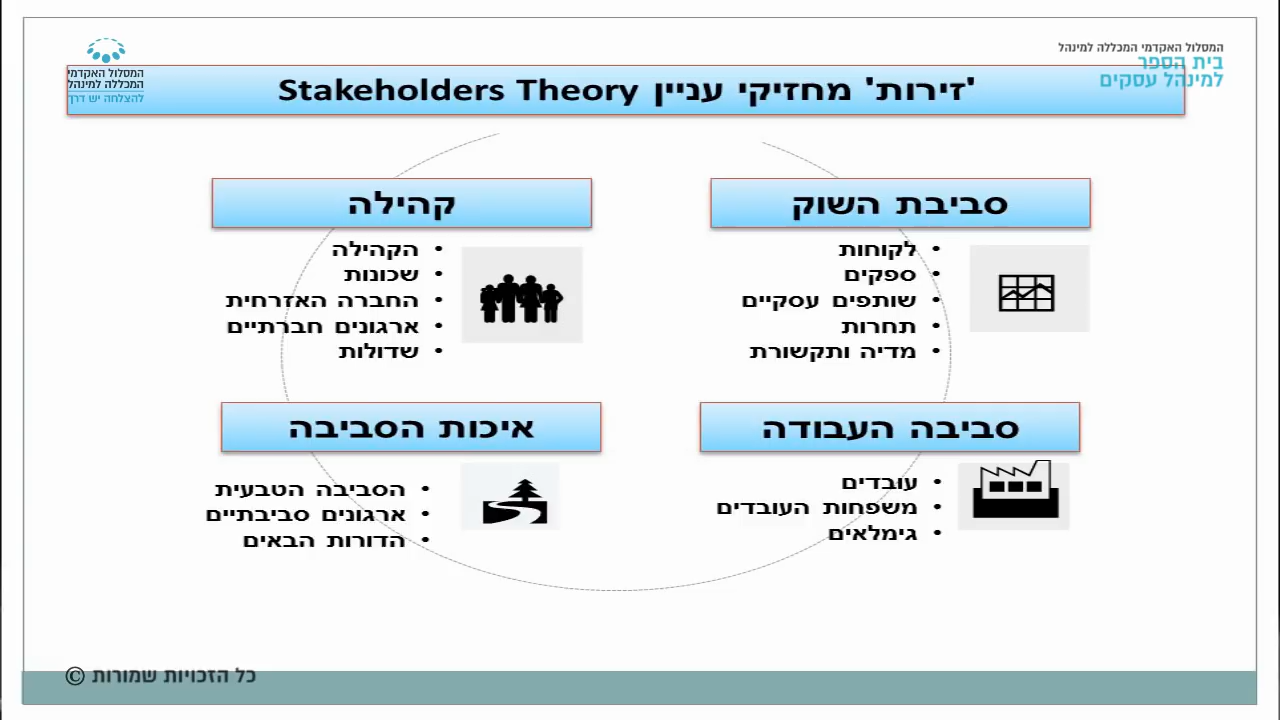 המסלול האקדמי המכללה למינהל
בית הספר
למינהל עסקים
המסלול האקדמי
המכללה למינהל
להצלחה יש דרך
'זירות' מחזיקי עניין Stakeholders Theory
סביבת השוק
• לקוחות
• ספקים
• שותפים עסקיים
• תחרות
• מדיה ותקשורת
קהילה
• הקהילה
• שכונות
• החברה האזרחית
• ארגונים חברתיים
• שדולות
סביבה העבודה
• עובדים
• משפחות העובדים
• גימלאים
איכות הסביבה
• הסביבה הטבעית
• ארגונים סביבתיים
• הדורות הבאים
כל הזכויות שמורות ©